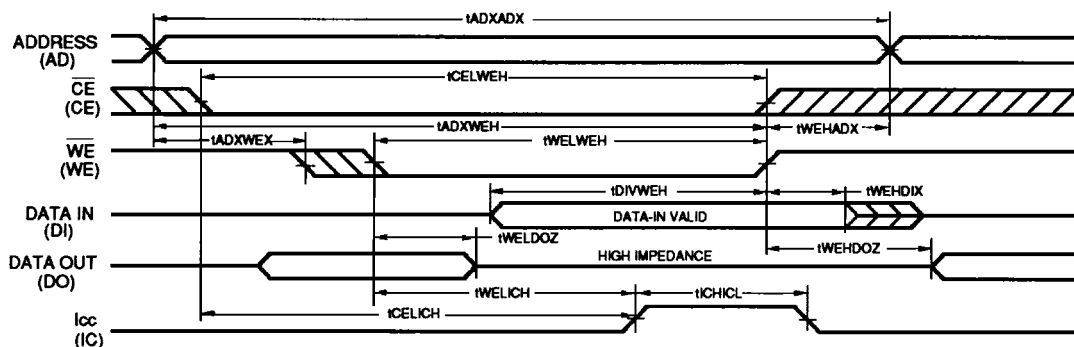 tADXADX
ADDRESS
(AD)
tCELWEH
CE
(CE)
tADXWEH
tADXWEX
tWELWEH
tWEHADX
WE
(WE)
tDIVWEH
tWEHDIX
DATA IN
(DI)
DATA-IN VALID
tWELDOZ
tWEHDOZ
DATA OUT
(DO)
HIGH IMPEDANCE
tWELICH
tICHICL
tCELICH
Icc
(IC)